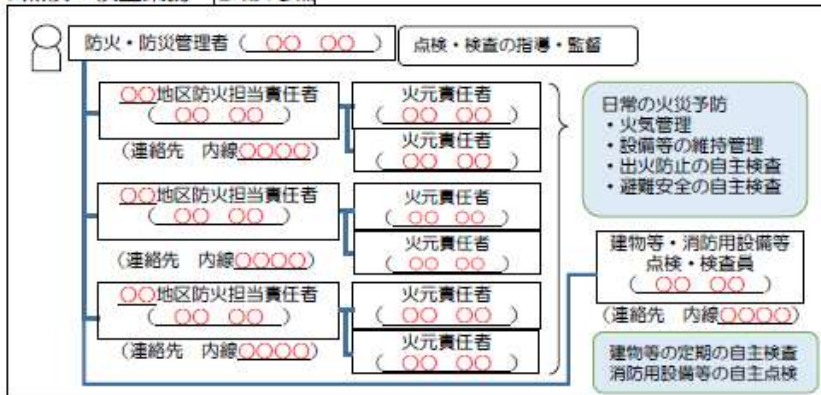 防火・防災管理者（ 〇〇 〇〇 ）
点検・検査の指導・監督
〇〇地区防火担当責任者
（ 〇〇 〇〇 ）
（連絡先 内線〇〇〇〇）
火元責任者
（ 〇〇 〇〇 ）
火元責任者
（ 〇〇 〇〇 ）
〇〇地区防火担当責任者
（ 〇〇 〇〇 ）
（連絡先 内線〇〇〇〇）
火元責任者
（ 〇〇 〇〇 ）
火元責任者
（ 〇〇 〇〇 ）
〇〇地区防火担当責任者
（ 〇〇 〇〇 ）
（連絡先 内線〇〇〇〇）
火元責任者
（ 〇〇 〇〇 ）
火元責任者
（ 〇〇 〇〇 ）
日常の火災予防
・火気管理
・設備等の維持管理
・出火防止の自主検査
・避難安全の自主検査
建物等・消防用設備等
点検・検査員
（ 〇〇 〇〇 ）
（連絡先 内線〇〇〇〇）
建物等の定期の自主検査
消防用設備等の自主点検